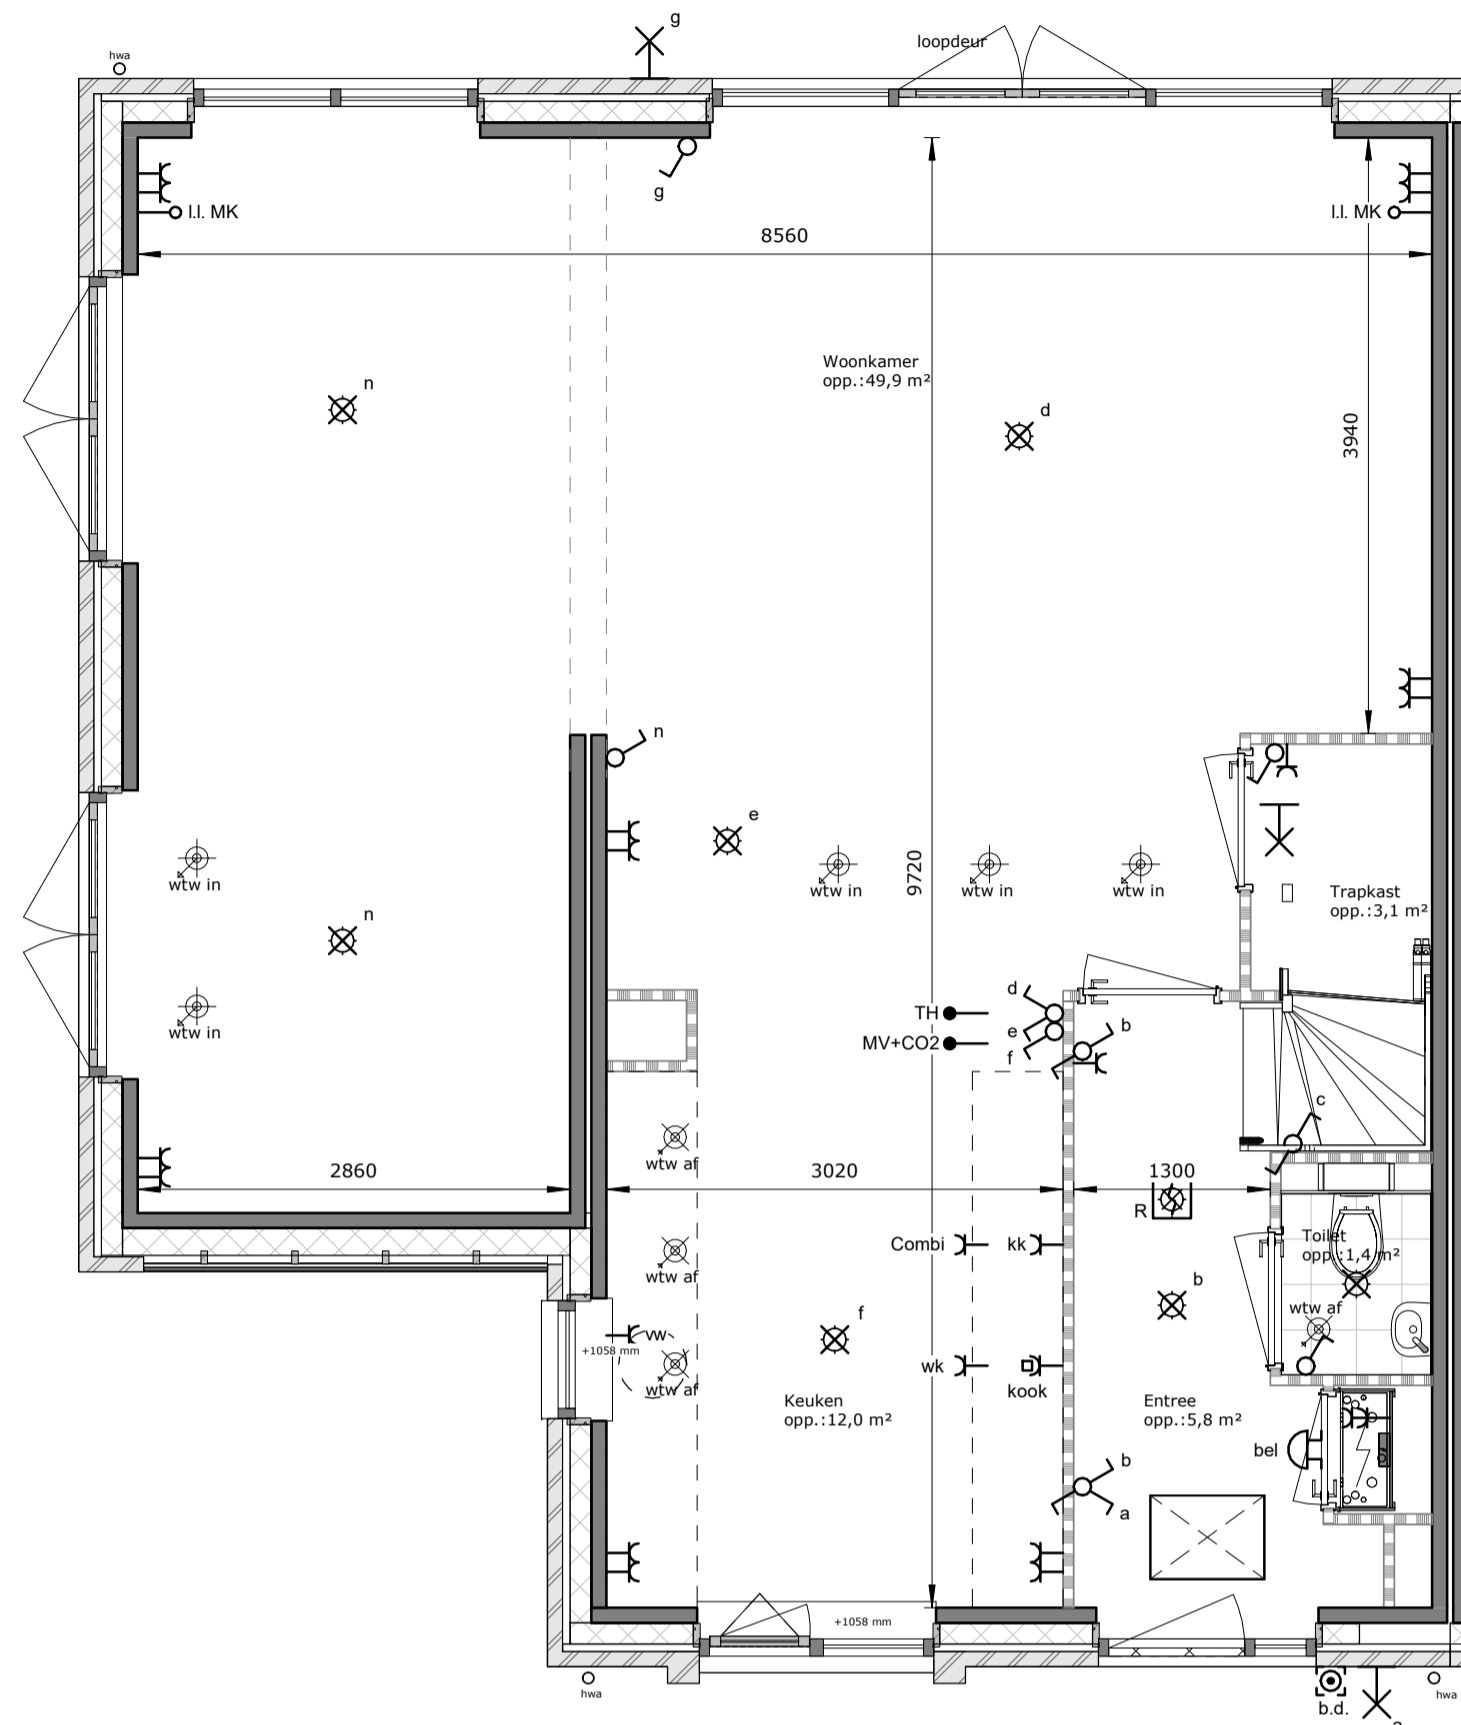 g
loopdeur
hwa
g
l.l. MK
l.l. MK
8560
Woonkamer
opp.:49,9 m²
n
d
3940
n
e
9720
wtw in
wtw in
wtw in
wtw in
Trapkast
opp.:3,1 m²
n
wtw in
d
TH
e
b
MV+CO2
f
c
wtw af
2860
3020
1300
R
Toilet
opp.:1,4 m²
Combi
kk
wtw af
b
wtw af
f
vw
+1058 mm
wk
kook
wtw af
Keuken
opp.:12,0 m²
Entree
opp.:5,8 m²
bel
b
a
+1058 mm
hwa
hwa
b.d.
a